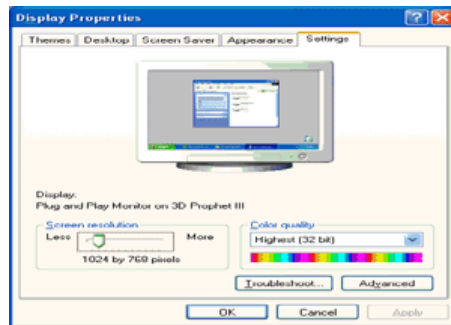 Display Properties
Themes Desktop Screen Saver Appearance Settings
Display:
Plug and Play Monitor on 3D Prophet III
Screen resolution
Less More
1024 by 768 pixels
Color quality
Highest (32 bit)
Troubleshoot... Advanced
OK Cancel Apply